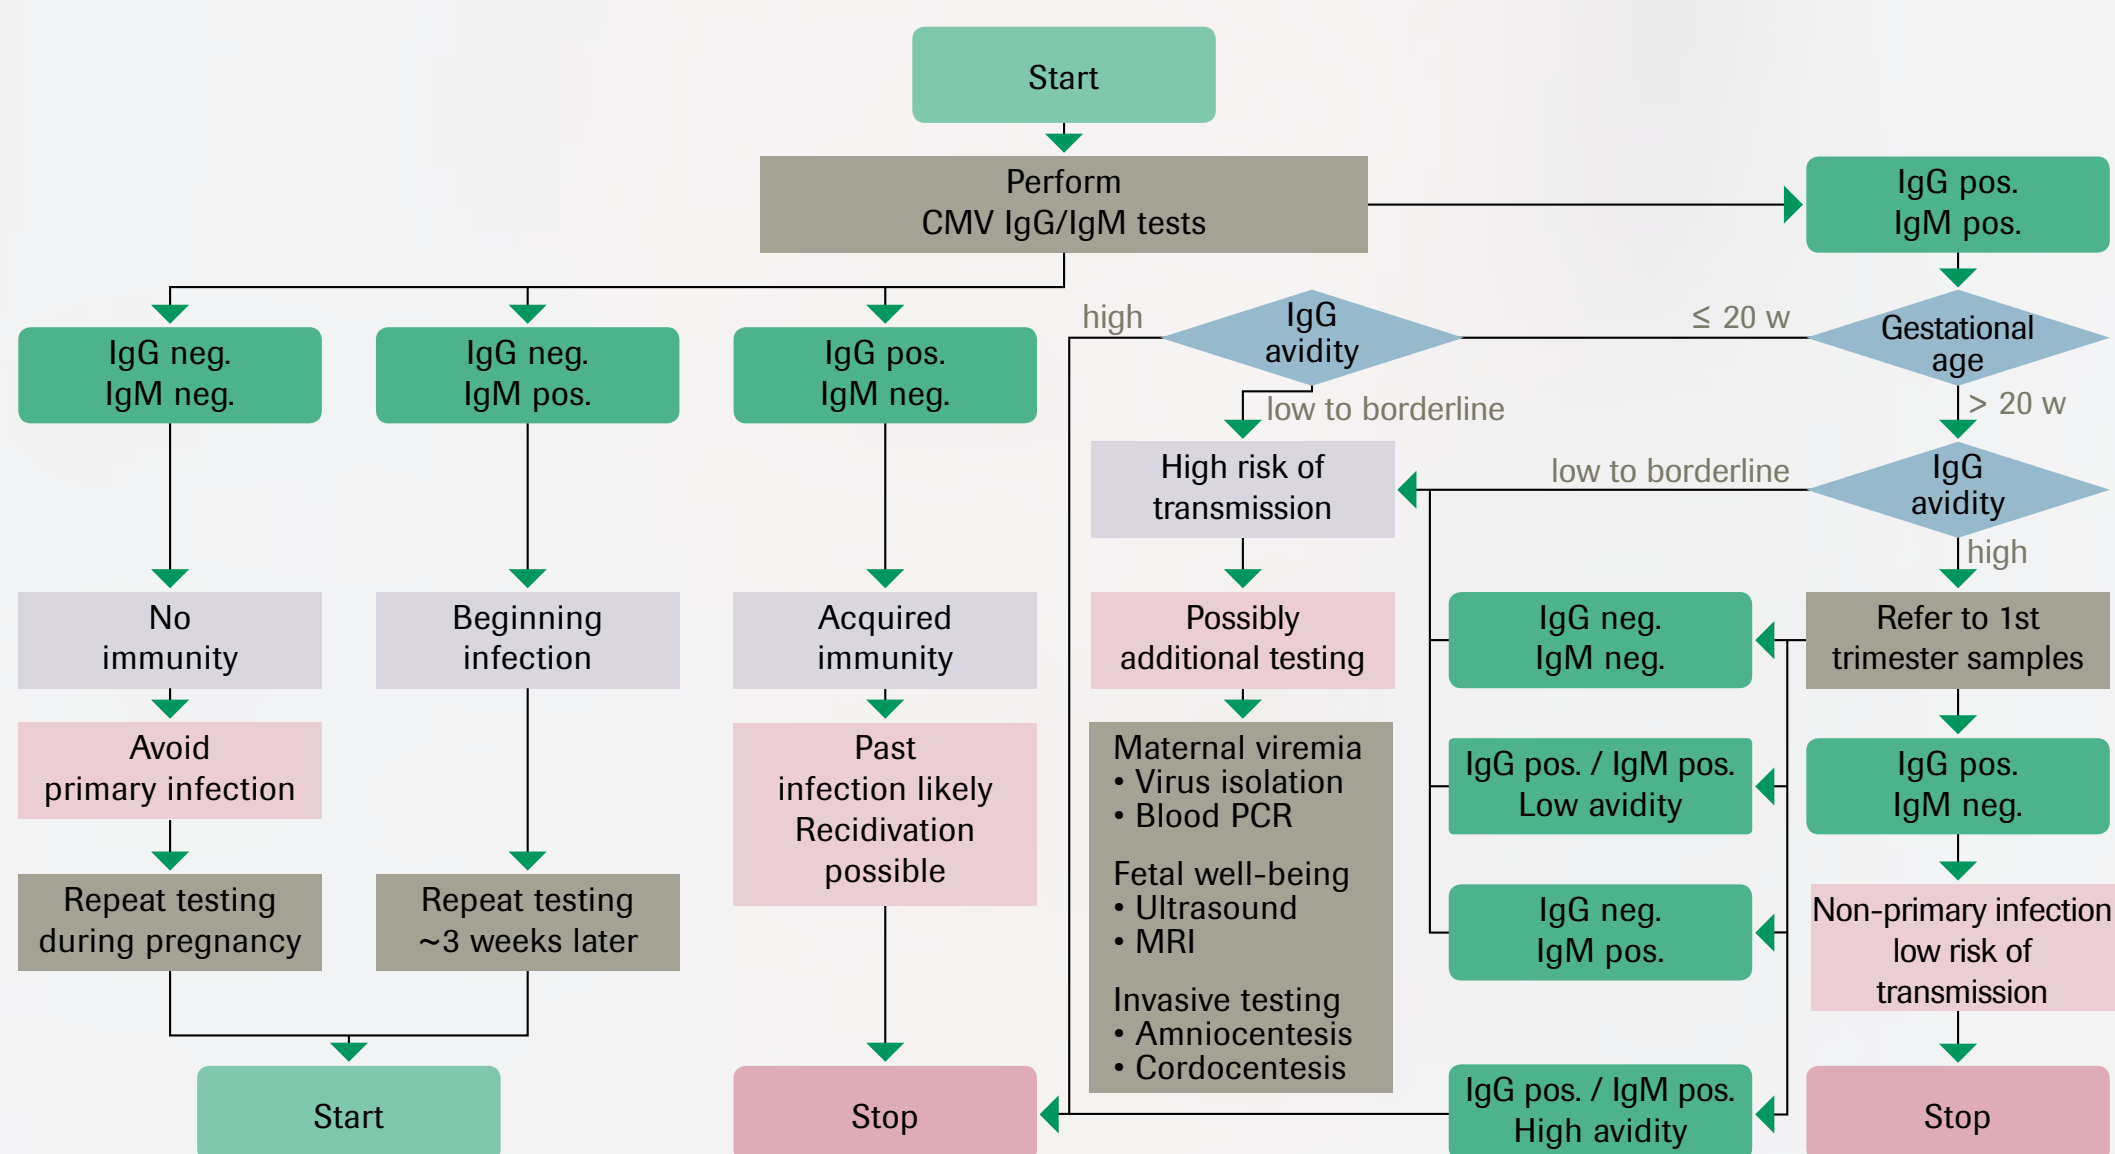 Start
Perform
CMV IgG/IgM tests
IgG pos.
IgM pos.
IgG neg.
IgM neg.
IgG neg.
IgM pos.
IgG pos.
IgM neg.
high
IgG
avidity
≤ 20 w
Gestational
age
low to borderline
> 20 w
High risk of
transmission
low to borderline
IgG
avidity
high
No
immunity
Beginning
infection
Acquired
immunity
Possibly
additional testing
IgG neg.
IgM neg.
Refer to 1st
trimester samples
Avoid
primary infection
Past
infection likely
Recidivation
possible
Maternal viremia
• Virus isolation
• Blood PCR
Fetal well-being
• Ultrasound
• MRI
Invasive testing
• Amniocentesis
• Cordocentesis
IgG pos. / IgM pos.
Low avidity
IgG pos.
IgM neg.
Repeat testing
during pregnancy
Repeat testing
~3 weeks later
IgG neg.
IgM pos.
Non-primary infection
low risk of
transmission
Start
Stop
IgG pos. / IgM pos.
High avidity
Stop